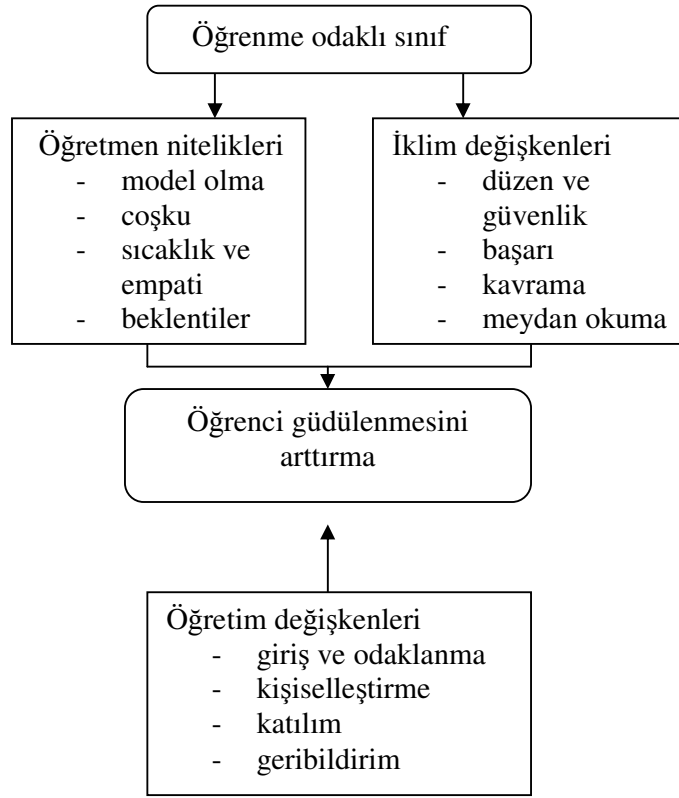 Öğrenme odaklı sınıf
Öğretmen nitelikleri
- model olma
- coşku
- sıcaklık ve
empati
- beklentiler
İklim değişkenleri
- düzen ve
güvenlik
- başarı
- kavrama
- meydan okuma
Öğrenci güdülenmesini
arttırma
Öğretim değişkenleri
- giriş ve odaklanma
- kişiselleştirme
- katılım
- geribildirim